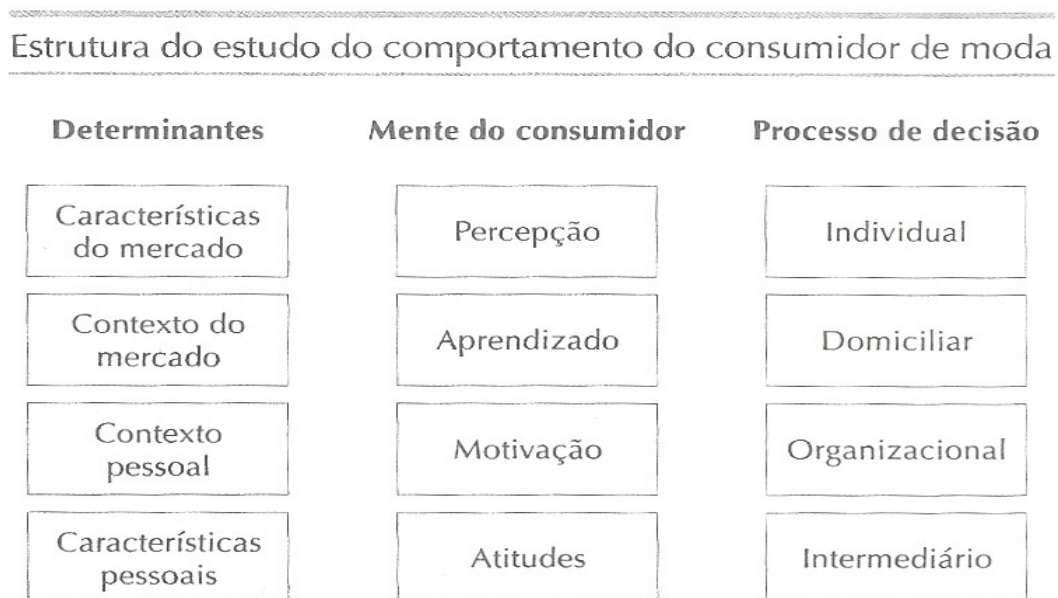 Estrutura do estudo do comportamento do consumidor de moda
Determinantes
Mente do consumidor
Processo de decisão
Características
do mercado
Percepção
Individual
Contexto do
mercado
Aprendizado
Domiciliar
Contexto
pessoal
Motivação
Organizacional
Características
pessoais
Atitudes
Intermediário